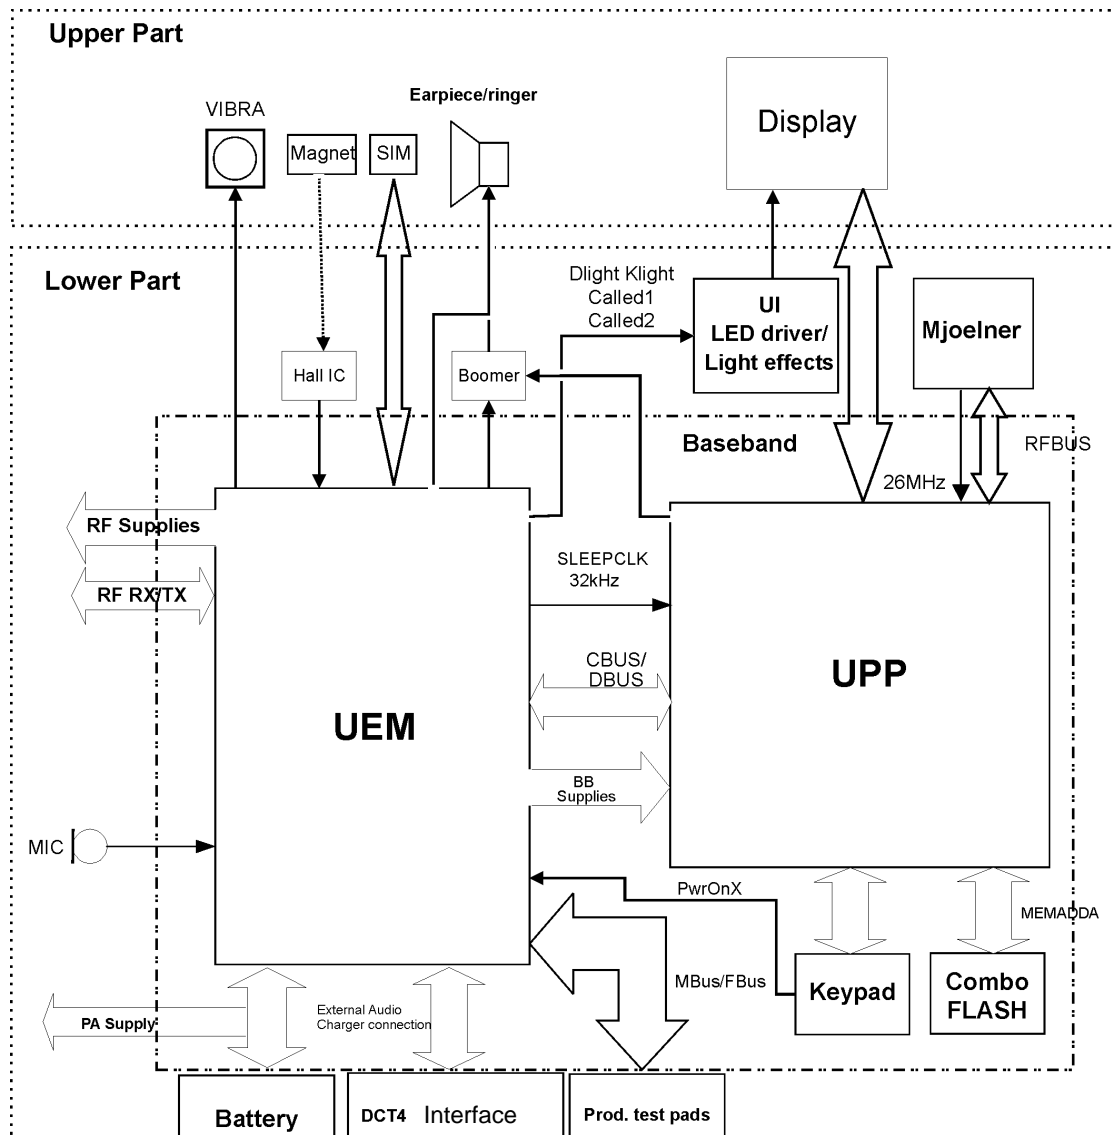 Upper Part
Earpiece/ringer
VIBRA
Display
Magnet
SIM
Lower Part
Dlight Klight
Called1
Called2
UI
LED driver/
Light effects
Mjoelner
Hall IC
Boomer
Baseband
RFBUS
26MHz
RF Supplies
SLEEPCLK
32kHz
RF RX/TX
CBUS/
DBUS
UPP
UEM
BB
Supplies
MIC
PwrOnX
MEMADDA
MBus/FBus
Keypad
Combo
FLASH
External Audio
Charger connection
PA Supply
Battery
DCT4 Interface
Prod. test pads